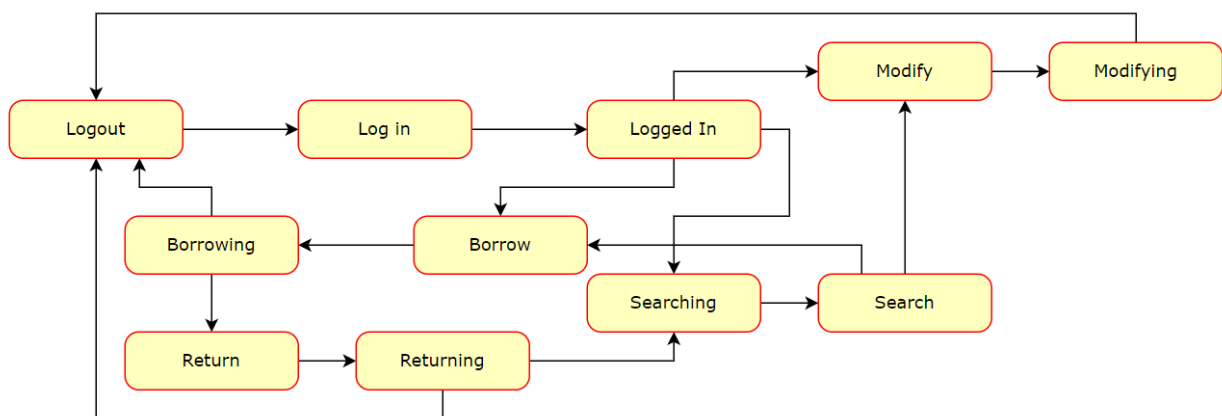 Modify
Modifying
Logout
Log in
Logged In
Borrowing
Borrow
Searching
Search
Return
Returning